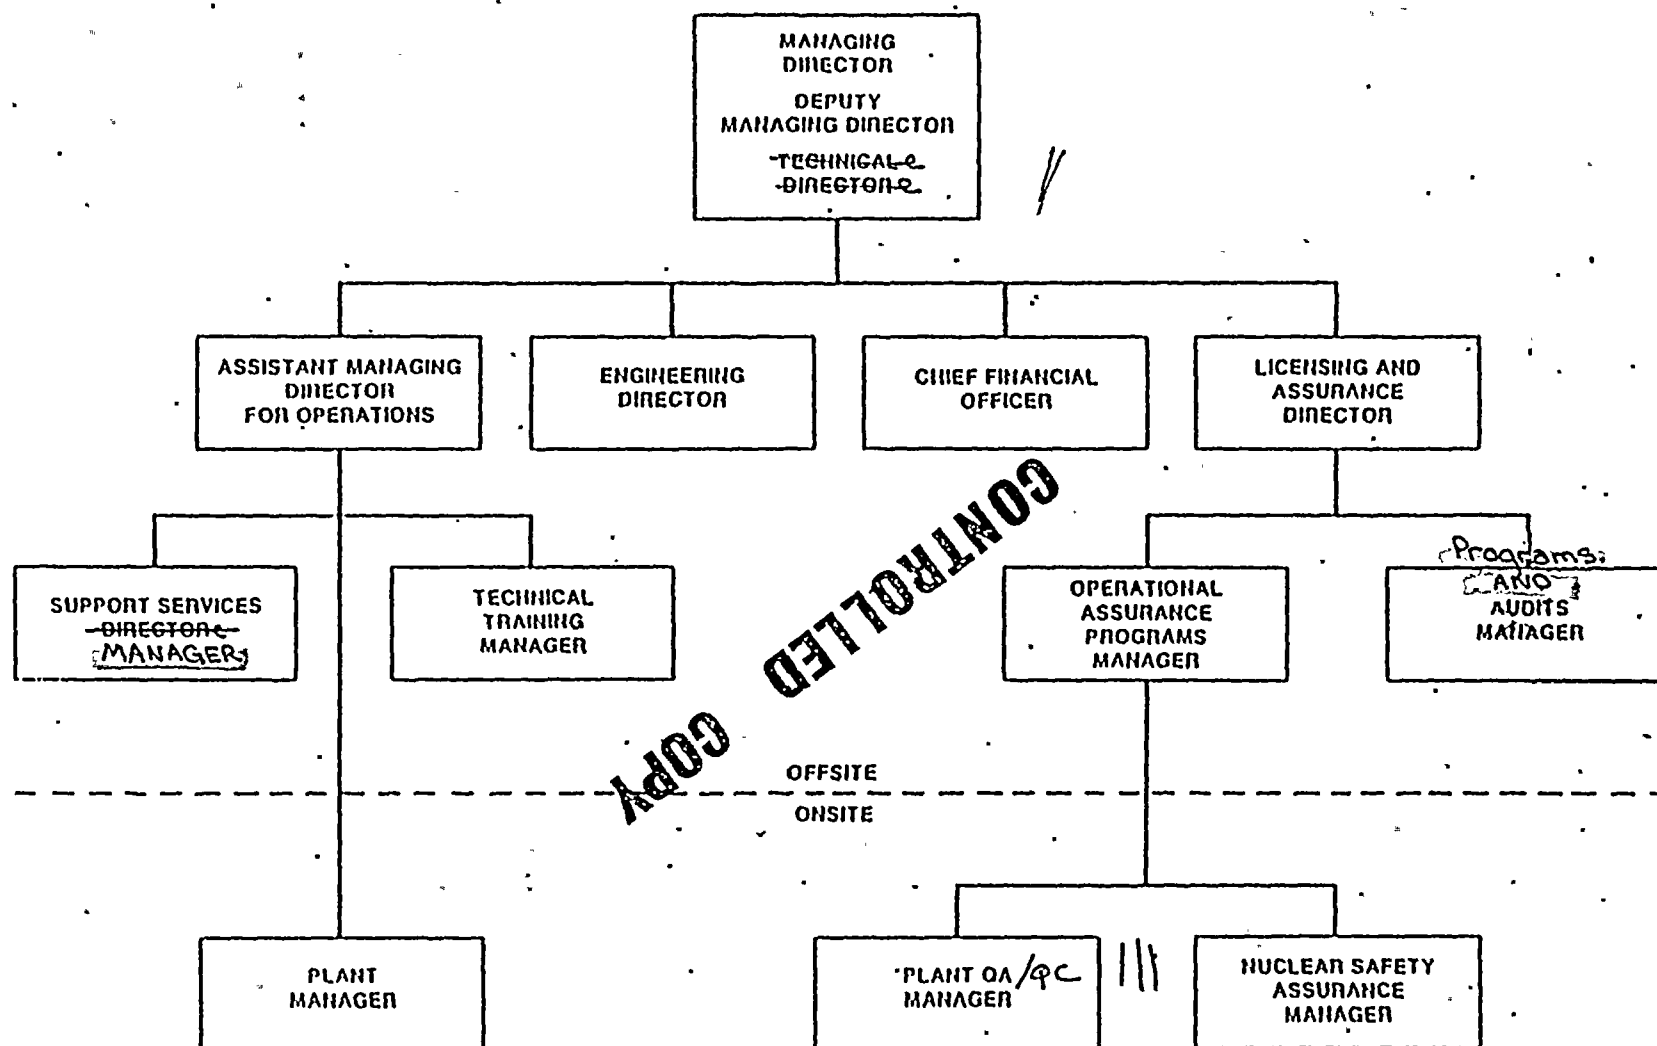 MANAGING
DIRECTOR
DEPUTY
MANAGING DIRECTOR
TECHNICAL
DIRECTOR
ASSISTANT MANAGING
DIRECTOR
FOR OPERATIONS
ENGINEERING
DIRECTOR
CHIEF FINANCIAL
OFFICER
LICENSING AND
ASSURANCE
DIRECTOR
SUPPORT SERVICES
DIRECTOR
MANAGER
TECHNICAL
TRAINING
MANAGER
OPERATIONAL
ASSURANCE
PROGRAMS
MANAGER
Programs
AND
AUDITS
MANAGER
CONTROLLED
COPY
OFFSITE
ONSITE
PLANT
MANAGER
PLANT QA/QC
MANAGER
NUCLEAR SAFETY
ASSURANCE
MANAGER